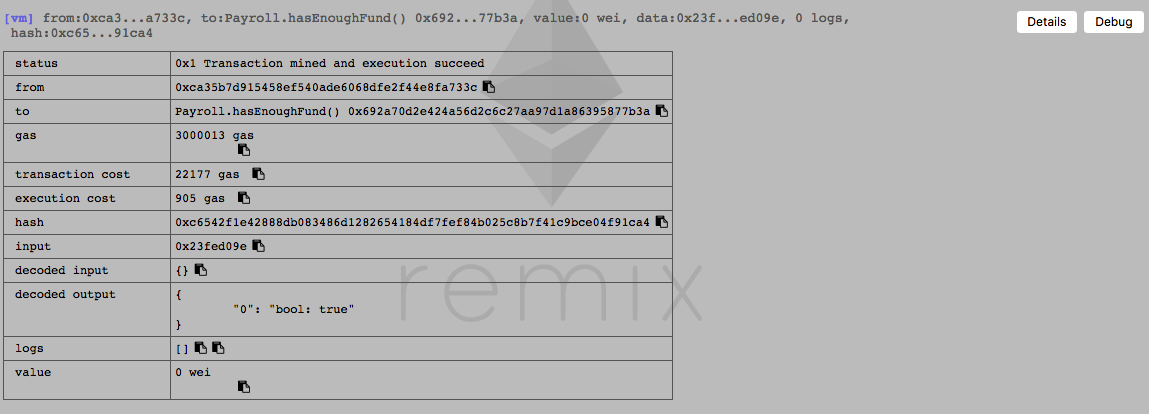 [vm] from:0xca3...a733c, to:Payroll.hasEnoughFund() 0x692...77b3a, value:0 wei, data:0x23f...ed09e, 0 logs,
hash:0xc65...91ca4
Details Debug
status 0x1 Transaction mined and execution succeed
from 0xca35b7d915458ef540ade6068dfe2f44e8fa733c
to Payroll.hasEnoughFund() 0x692a70d2e424a56d2c6c27aa97d1a86395877b3a
gas 3000013 gas
transaction cost 22177 gas
execution cost 905 gas
hash 0xc6542f1e42888db083486d1282654184df7fef84b025c8b7f41c9bce04f91ca4
input 0x23fed09e
decoded input {}
decoded output {
"0": "bool: true"
}
logs []
value 0 wei
remix